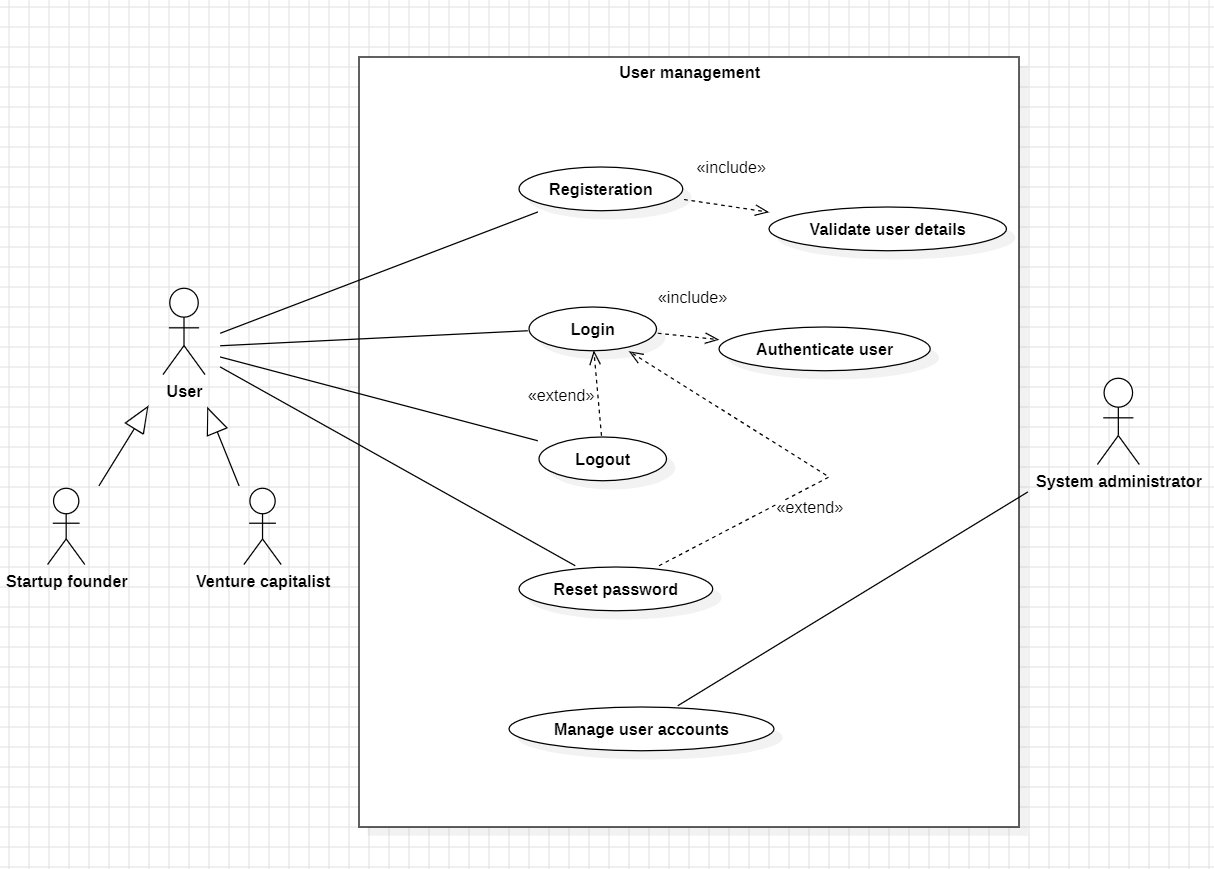 User management
«include»
Registeration
Validate user details
«include»
Login
Authenticate user
User
«extend»
Logout
System administrator
«extend»
Startup founder
Venture capitalist
Reset password
Manage user accounts